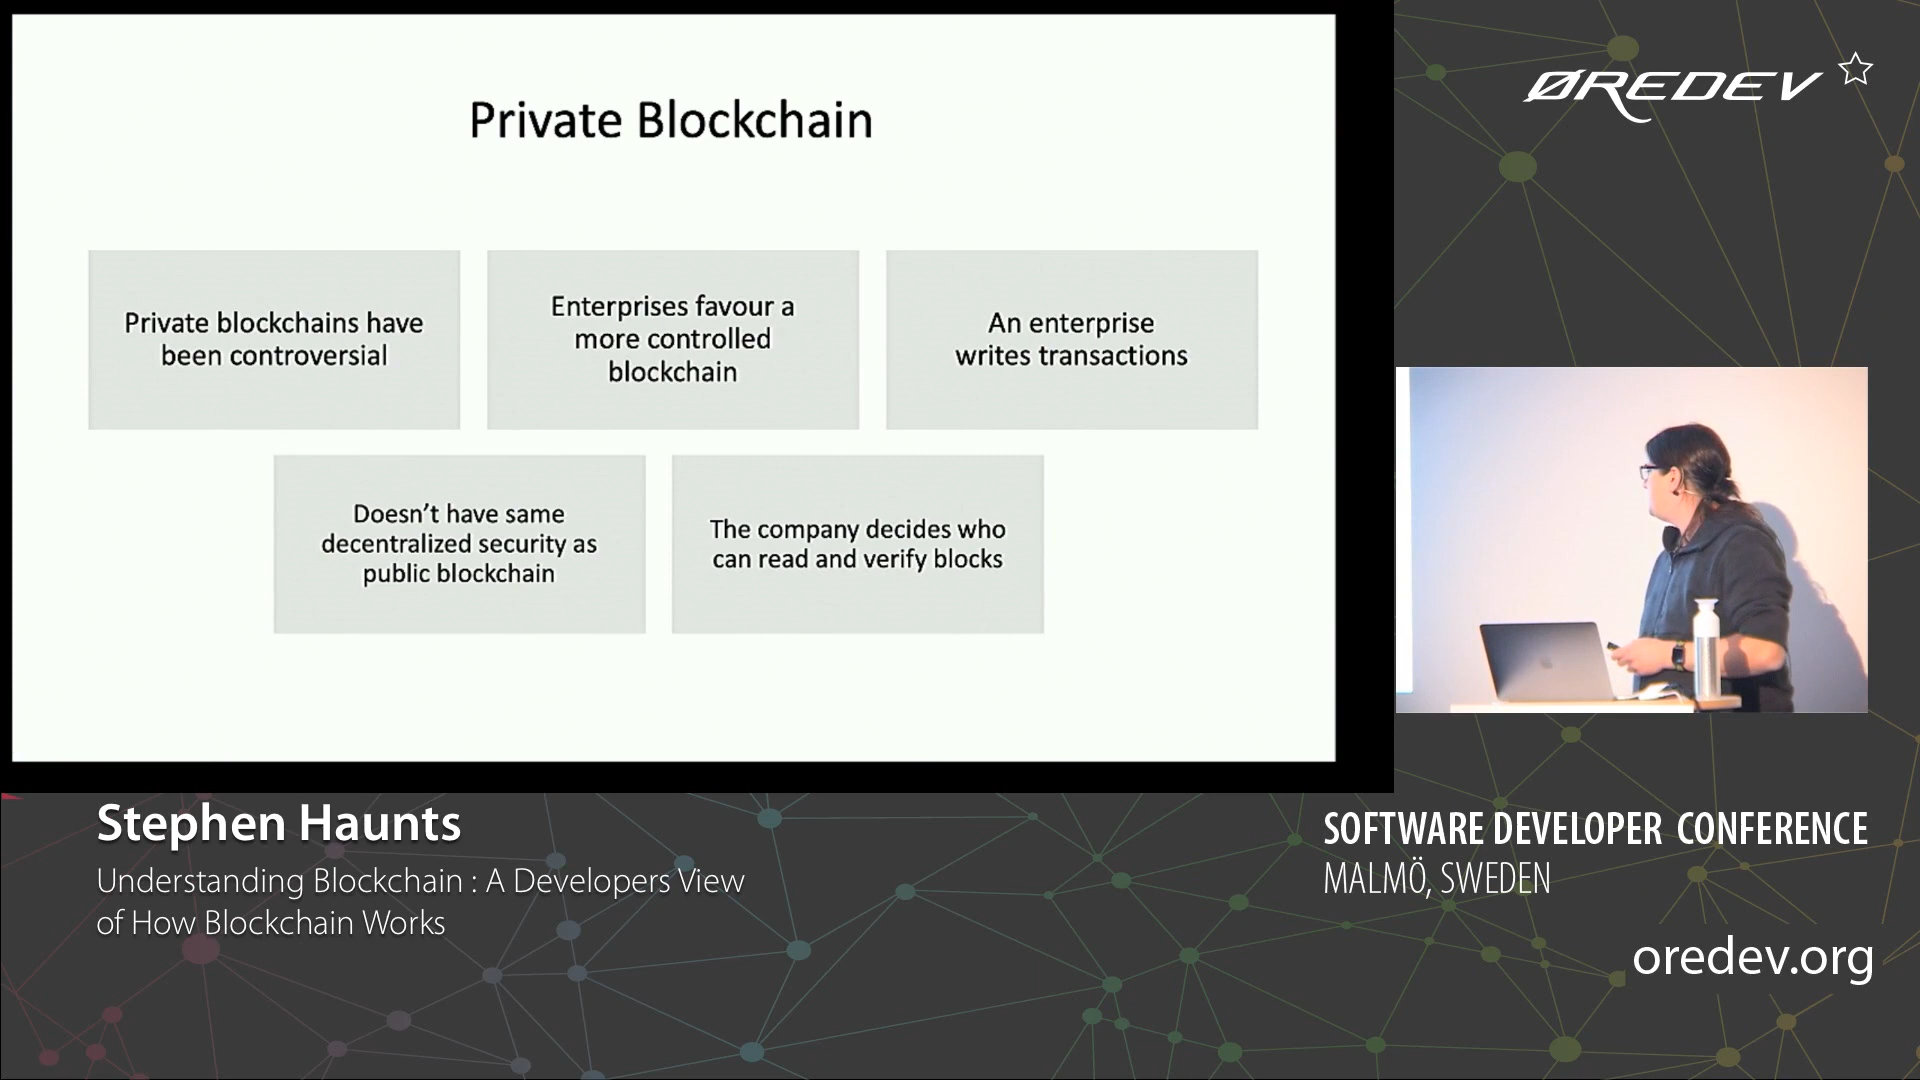 Private Blockchain
Private blockchains have
been controversial
Enterprises favour a
more controlled
blockchain
An enterprise
writes transactions
Doesn't have same
decentralized security as
public blockchain
The company decides who
can read and verify blocks
ØREDEV
Stephen Haunts
Understanding Blockchain : A Developers View
of How Blockchain Works
SOFTWARE DEVELOPER CONFERENCE
MALMÖ, SWEDEN
oredev.org